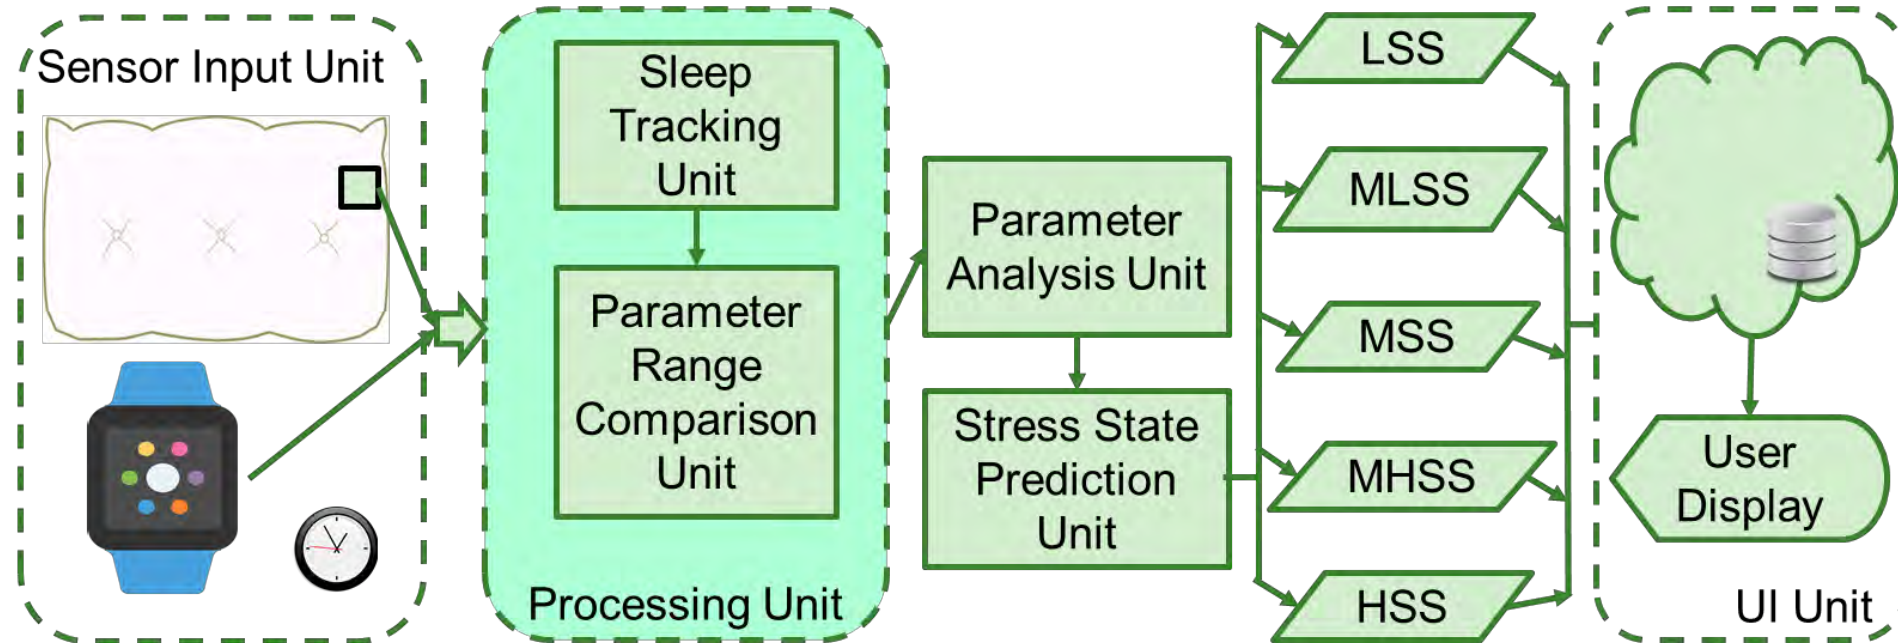 Sensor Input Unit
Sleep
Tracking
Unit
Parameter
Range
Comparison
Unit
Processing Unit
Parameter
Analysis Unit
Stress State
Prediction
Unit
LSS
MLSS
MSS
MHSS
HSS
User
Display
UI Unit